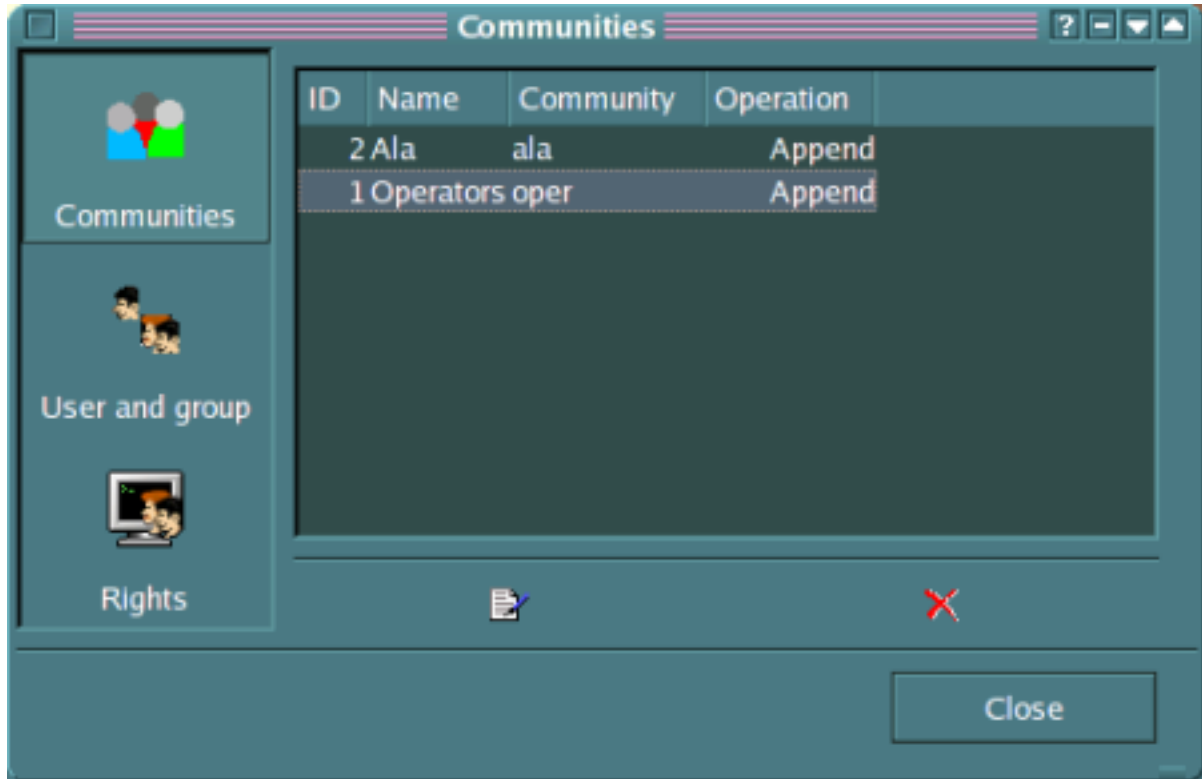 Communities
ID Name Community Operation
2 Ala ala Append
1 Operators oper Append
Communities
User and group
Rights
Close